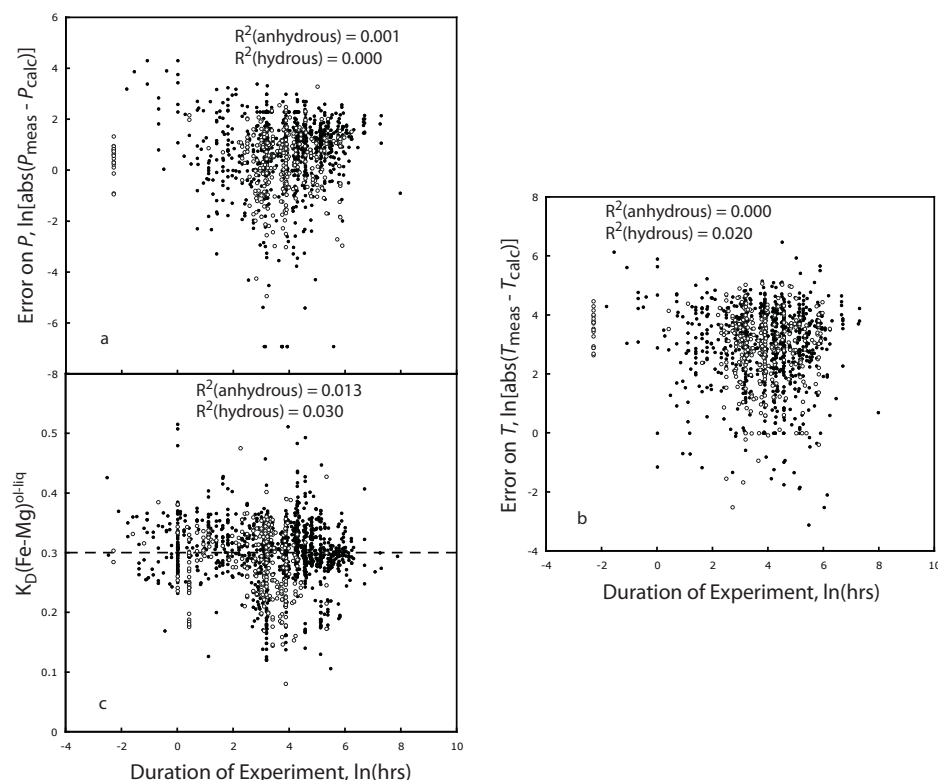 6
4
2
0
-2
-4
-6
-8
Error on P, ln[abs(Pmeas - Pcalc)]
R²(anhydrous) = 0.001
R²(hydrous) = 0.000
a
0.5
0.4
0.3
0.2
0.1
0
KD(Fe-Mg)ol-liq
R²(anhydrous) = 0.013
R²(hydrous) = 0.030
c
-4 -2 0 2 4 6 8 10
Duration of Experiment, ln(hrs)
8
6
4
2
0
-2
-4
Error on T, ln[abs(Tmeas - Tcalc)]
R²(anhydrous) = 0.000
R²(hydrous) = 0.020
b
-4 -2 0 2 4 6 8 10
Duration of Experiment, ln(hrs)